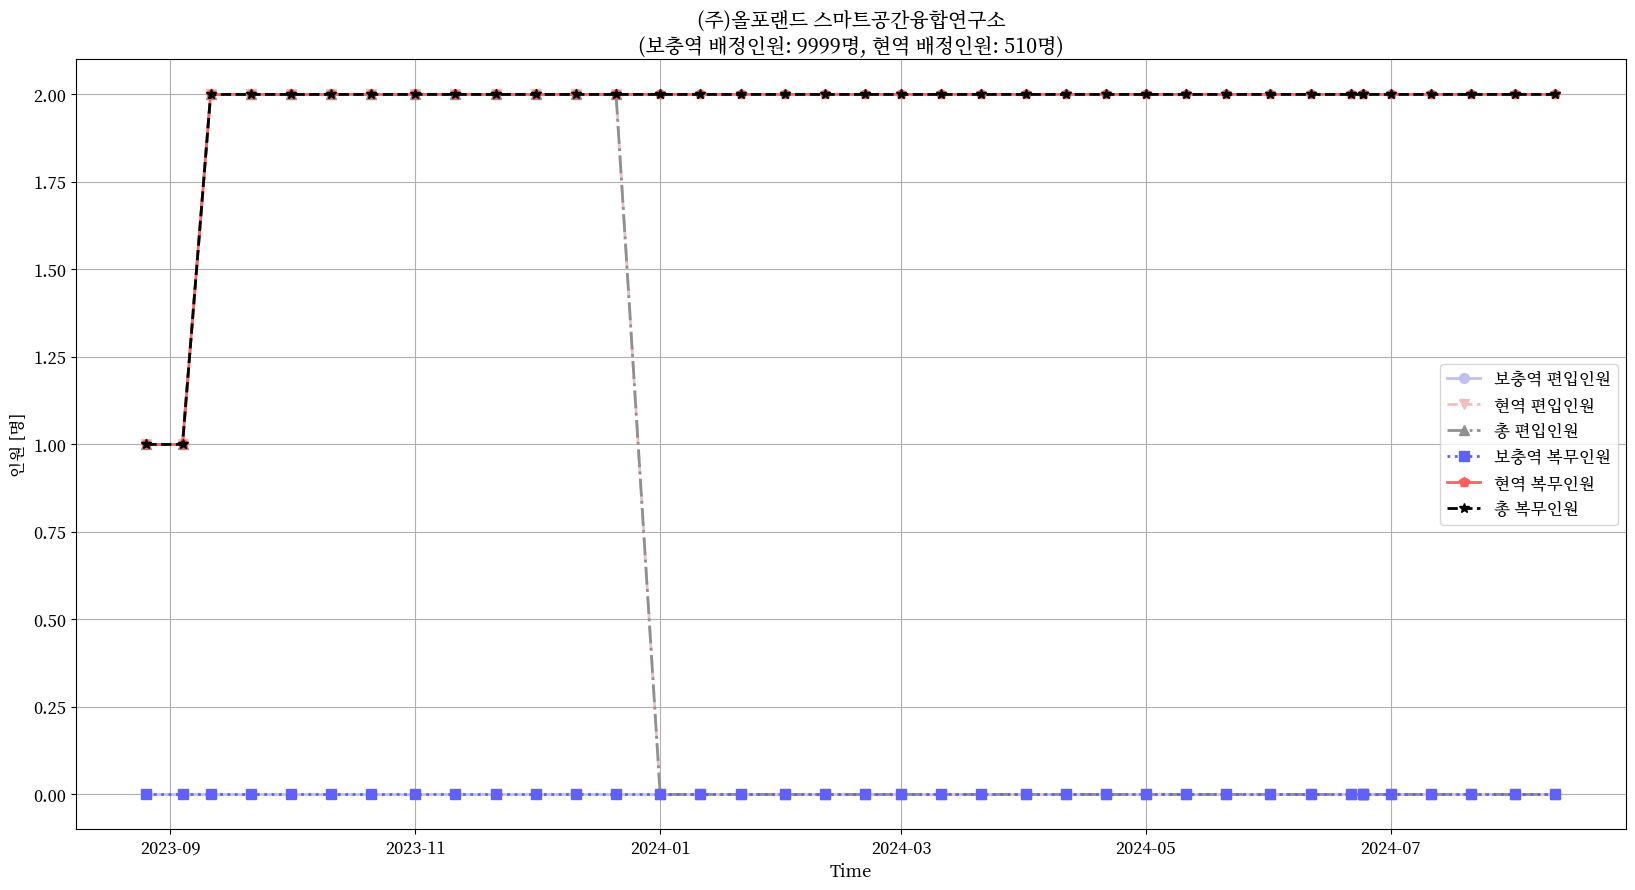 (주)올포랜드 스마트공간융합연구소
(보충역 배정인원: 9999명, 현역 배정인원: 510명)
인원 [명]
2.00
1.75
1.50
1.25
1.00
0.75
0.50
0.25
0.00
보충역 편입인원
현역 편입인원
총 편입인원
보충역 복무인원
현역 복무인원
총 복무인원
2023-09 2023-11 2024-01 2024-03 2024-05 2024-07
Time